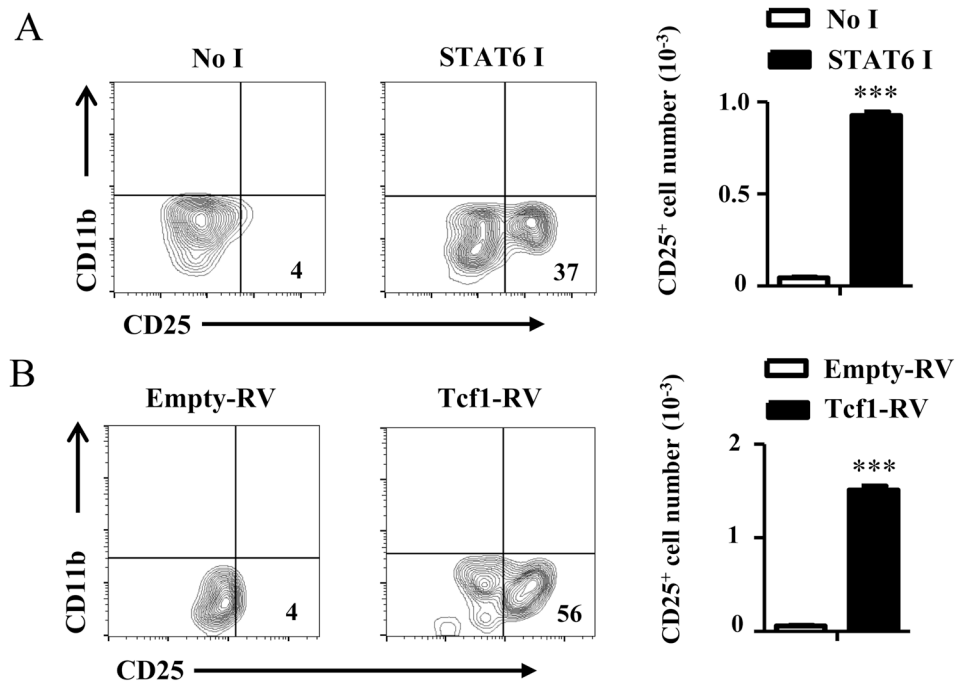 A
No I
STAT6 I
No I
STAT6 I
CD11b
4
37
CD25
CD25⁺ cell number (10⁻³)
1.0
0.5
0
***
B
Empty-RV
Tcf1-RV
Empty-RV
Tcf1-RV
CD11b
4
56
CD25
CD25⁺ cell number (10⁻³)
2
1
0
***